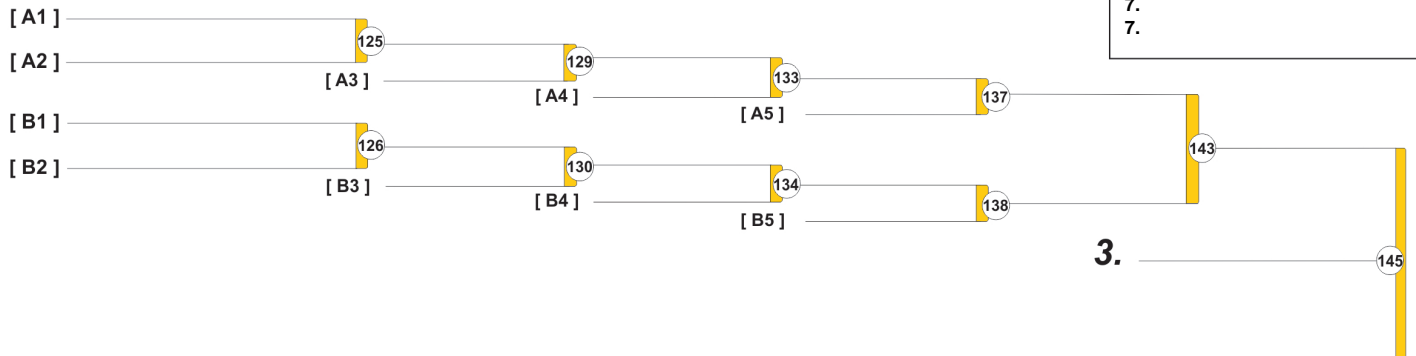 7.
7.
[ A1 ]
125
[ A2 ]
129
[ A3 ]
133
[ A4 ]
137
[ A5 ]
[ B1 ]
126
143
[ B2 ]
130
[ B3 ]
134
[ B4 ]
138
[ B5 ]
3.
145